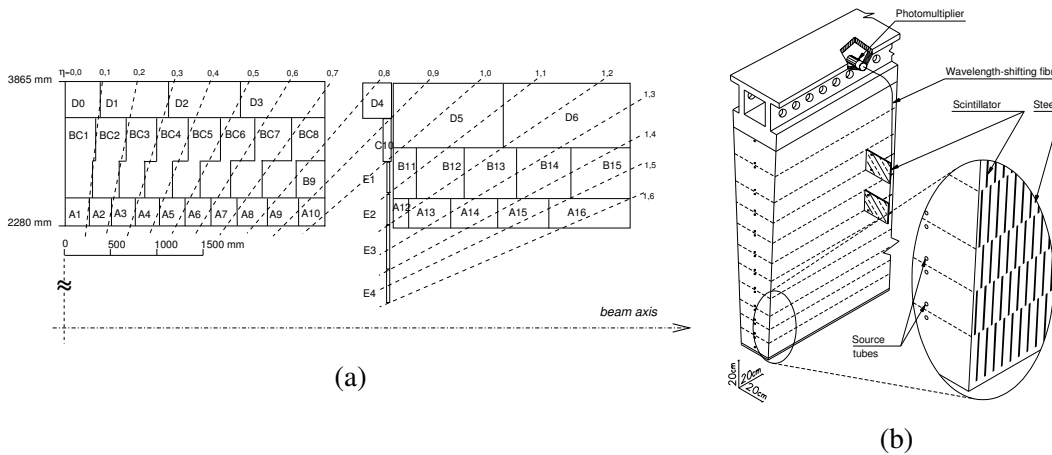 η=0,0 0,1 0,2 0,3 0,4 0,5 0,6 0,7 0,8 0,9 1,0 1,1 1,2
3865 mm
D0 D1 D2 D3 D4 D5 D6
1,3
BC1 BC2 BC3 BC4 BC5 BC6 BC7 BC8 C10
1,4
B9 B11 B12 B13 B14 B15
1,5
E1
1,6
A1 A2 A3 A4 A5 A6 A7 A8 A9 A10 E2 A12 A13 A14 A15 A16
2280 mm
0 500 1000 1500 mm
E3
E4
≈
beam axis
(a)
Photomultiplier
Wavelength-shifting fibr
Scintillator Stee
Source
tubes
20cm
20cm
20cm
(b)